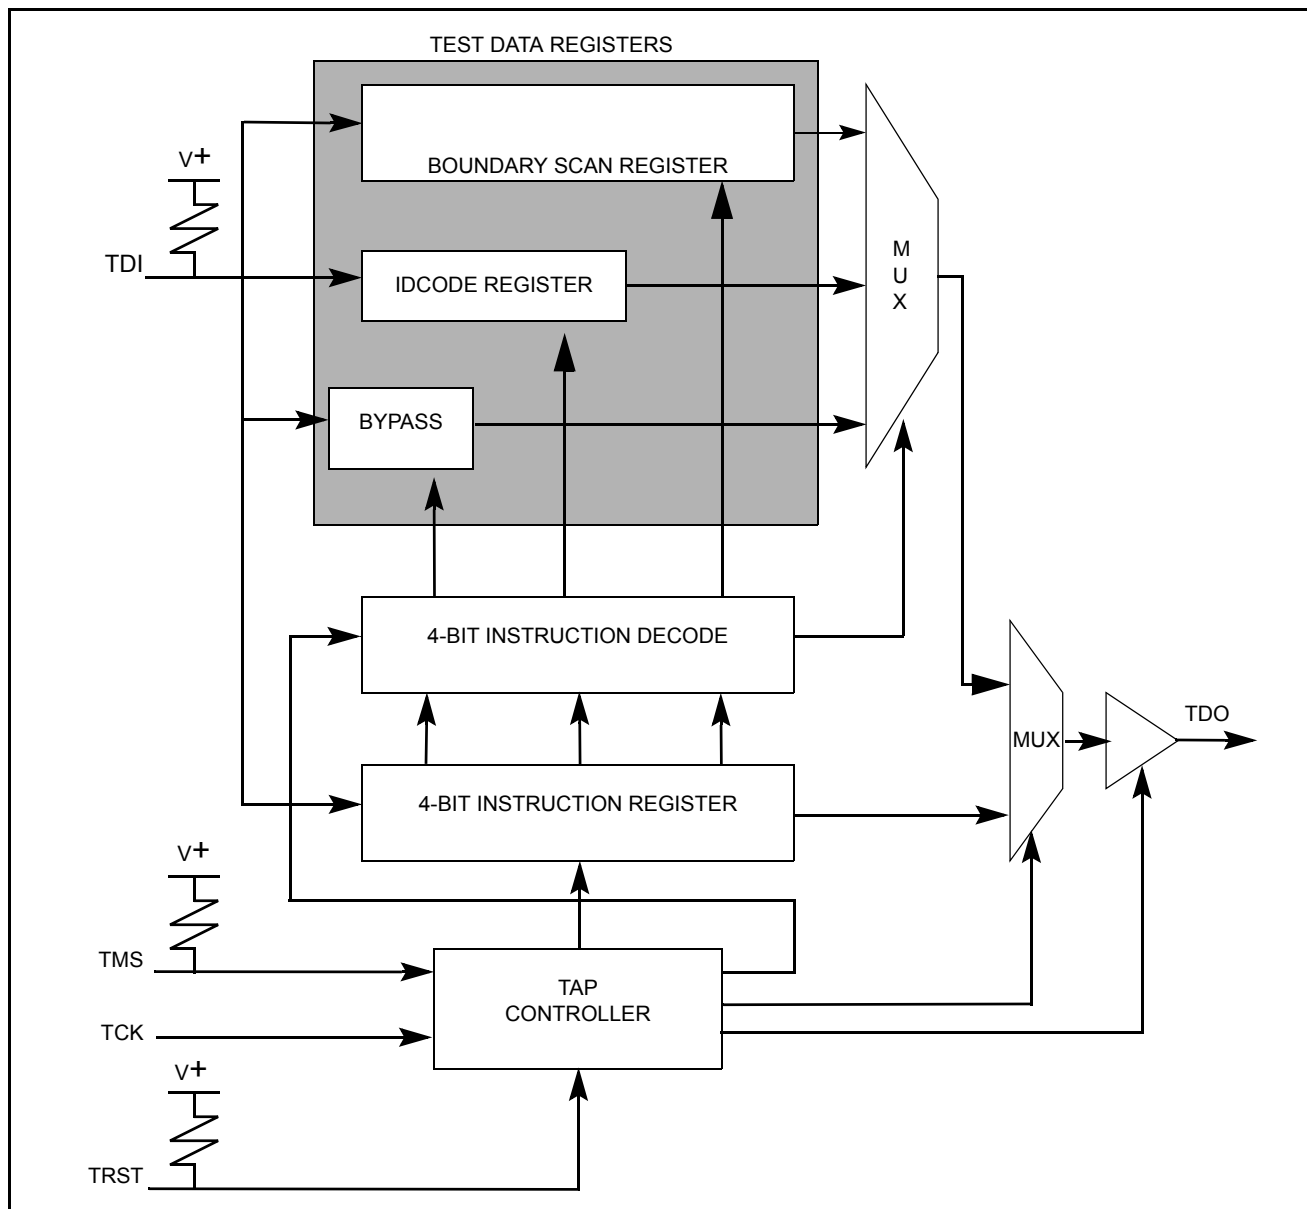 TEST DATA REGISTERS
BOUNDARY SCAN REGISTER
V+
TDI
IDCODE REGISTER
M
U
X
BYPASS
4-BIT INSTRUCTION DECODE
TDO
MUX
4-BIT INSTRUCTION REGISTER
V+
TMS
TAP
CONTROLLER
TCK
V+
TRST